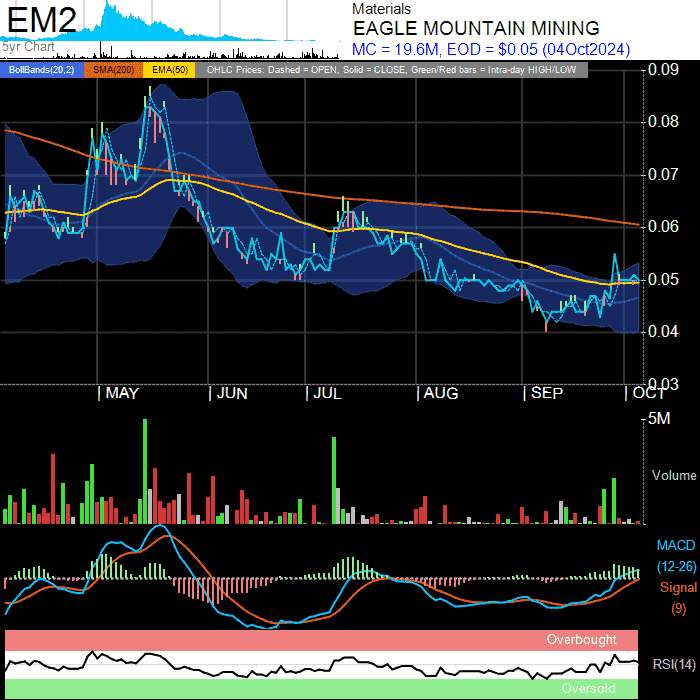 EM2
5yr Chart
Materials
EAGLE MOUNTAIN MINING
MC = 19.6M, EOD = $0.05 (04Oct2024)
BollBands(20,2) SMA(200) EMA(50) OHLC Prices: Dashed = OPEN, Solid = CLOSE, Green/Red bars = Intra-day HIGH/LOW
0.09
0.08
0.07
0.06
0.05
0.04
0.03
MAY JUN JUL AUG SEP OCT
5M
Volume
MACD
(12-26)
Signal
(9)
Overbought
RSI(14)
Oversold